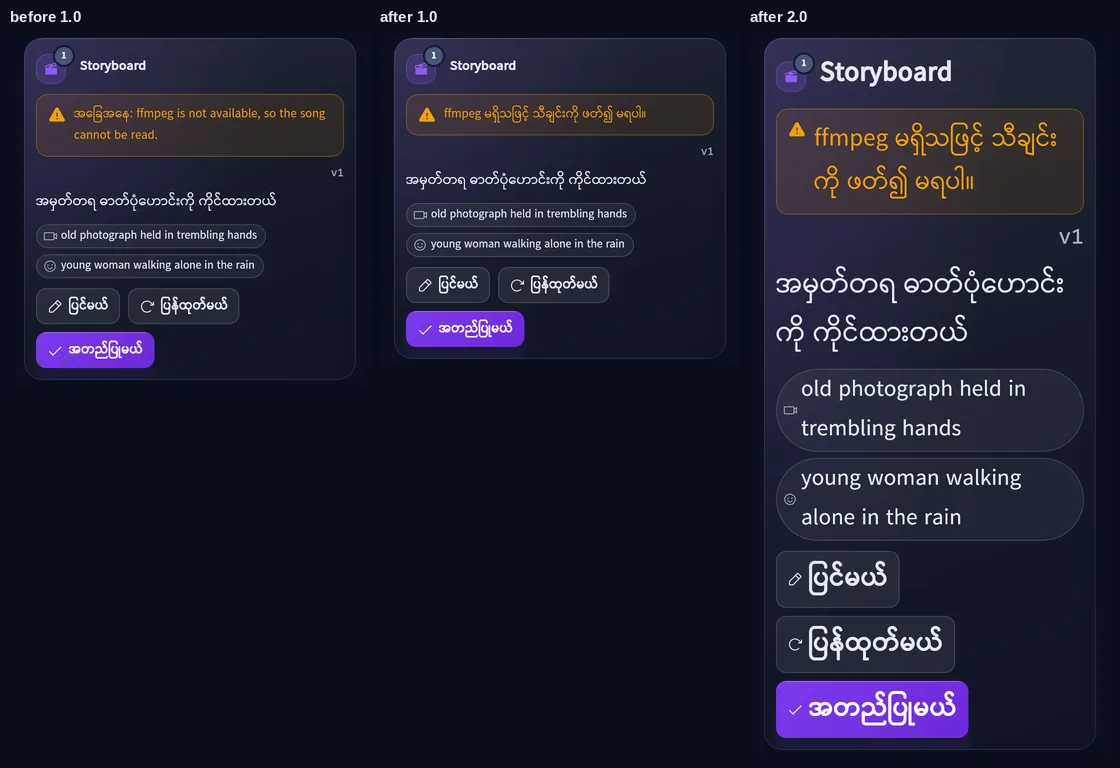 before 1.0
1
Storyboard
အခြေအနေ: ffmpeg is not available, so the song
cannot be read.
v1
အမှတ်တရ ဓာတ်ပုံဟောင်းကို ကိုင်ထားတယ်
old photograph held in trembling hands
young woman walking alone in the rain
ပြင်မယ်
ပြန်ထုတ်မယ်
အတည်ပြုမယ်
after 1.0
1
Storyboard
ffmpeg မရှိသဖြင့် သီချင်းကို ဖတ်၍ မရပါ။
v1
အမှတ်တရ ဓာတ်ပုံဟောင်းကို ကိုင်ထားတယ်
old photograph held in trembling hands
young woman walking alone in the rain
ပြင်မယ်
ပြန်ထုတ်မယ်
အတည်ပြုမယ်
after 2.0
1
Storyboard
ffmpeg မရှိသဖြင့် သီချင်း
ကို ဖတ်၍ မရပါ။
v1
အမှတ်တရ ဓာတ်ပုံဟောင်း
ကို ကိုင်ထားတယ်
old photograph held in
trembling hands
young woman walking
alone in the rain
ပြင်မယ်
ပြန်ထုတ်မယ်
အတည်ပြုမယ်